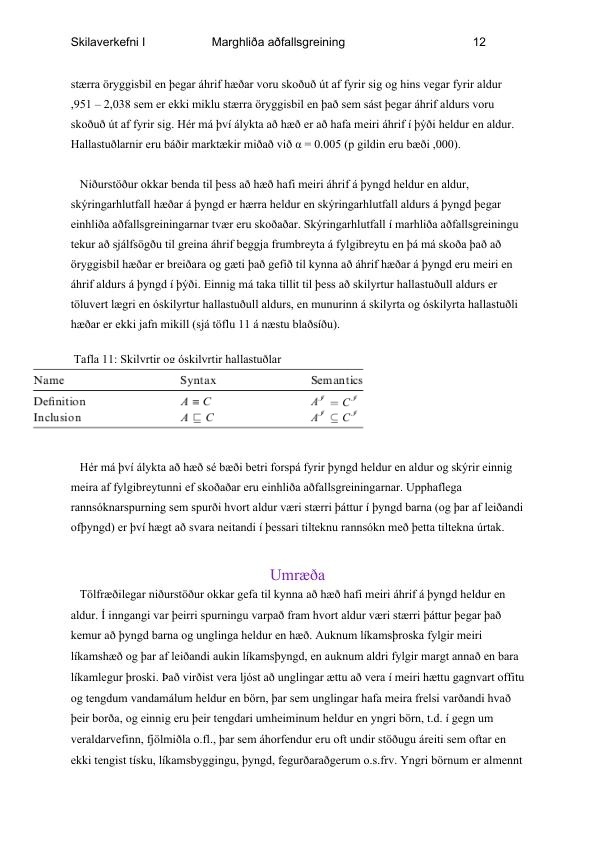 Skilaverkefni I Marghliða aðfallsgreining 12
stærra öryggisbil en þegar áhrif hæðar voru skoðuð út af fyrir sig og hins vegar fyrir aldur
,951 – 2,038 sem er ekki miklu stærra öryggisbil en það sem sást þegar áhrif aldurs voru
skoðuð út af fyrir sig. Hér má því álykta að hæð er að hafa meiri áhrif í þýði heldur en aldur.
Hallastuðlarnir eru báðir marktækir miðað við α = 0.005 (p gildin eru bæði ,000).
Niðurstöður okkar benda til þess að hæð hafi meiri áhrif á þyngd heldur en aldur,
skýringarhlutfall hæðar á þyngd er hærra heldur en skýringarhlutfall aldurs á þyngd þegar
einhliða aðfallsgreiningarnar tvær eru skoðaðar. Skýringarhlutfall í marhliða aðfallsgreiningu
tekur að sjálfsögðu til greina áhrif beggja frumbreyta á fylgibreytu en þá má skoða það að
öryggisbil hæðar er breiðara og gæti það gefið til kynna að áhrif hæðar á þyngd eru meiri en
áhrif aldurs á þyngd í þýði. Einnig má taka tillit til þess að skilyrtur hallastuðull aldurs er
töluvert lægri en óskilyrtur hallastuðull aldurs, en munurinn á skilyrta og óskilyrta hallastuðli
hæðar er ekki jafn mikill (sjá töflu 11 á næstu blaðsíðu).
Tafla 11: Skilyrtir og óskilyrtir hallastuðlar
Name Syntax Semantics
Definition A ≡ C A^ℐ = C^ℐ
Inclusion A ⊑ C A^ℐ ⊆ C^ℐ
Hér má því álykta að hæð sé bæði betri forspá fyrir þyngd heldur en aldur og skýrir einnig
meira af fylgibreytunni ef skoðaðar eru einhliða aðfallsgreiningarnar. Upphaflega
rannsóknarspurning sem spurði hvort aldur væri stærri þáttur í þyngd barna (og þar af leiðandi
ofþyngd) er því hægt að svara neitandi í þessari tilteknu rannsókn með þetta tiltekna úrtak.
Umræða
Tölfræðilegar niðurstöður okkar gefa til kynna að hæð hafi meiri áhrif á þyngd heldur en
aldur. Í inngangi var þeirri spurningu varpað fram hvort aldur væri stærri þáttur þegar það
kemur að þyngd barna og unglinga heldur en hæð. Auknum líkamsþroska fylgir meiri
líkamshæð og þar af leiðandi aukin líkamsþyngd, en auknum aldri fylgir margt annað en bara
líkamlegur þroski. Það virðist vera ljóst að unglingar ættu að vera í meiri hættu gagnvart offitu
og tengdum vandamálum heldur en börn, þar sem unglingar hafa meira frelsi varðandi hvað
þeir borða, og einnig eru þeir tengdari umheiminum heldur en yngri börn, t.d. í gegn um
veraldarvefinn, fjölmiðla o.fl., þar sem áhorfendur eru oft undir stöðugu áreiti sem oftar en
ekki tengist tísku, líkamsbyggingu, þyngd, fegurðaraðgerum o.s.frv. Yngri börnum er almennt